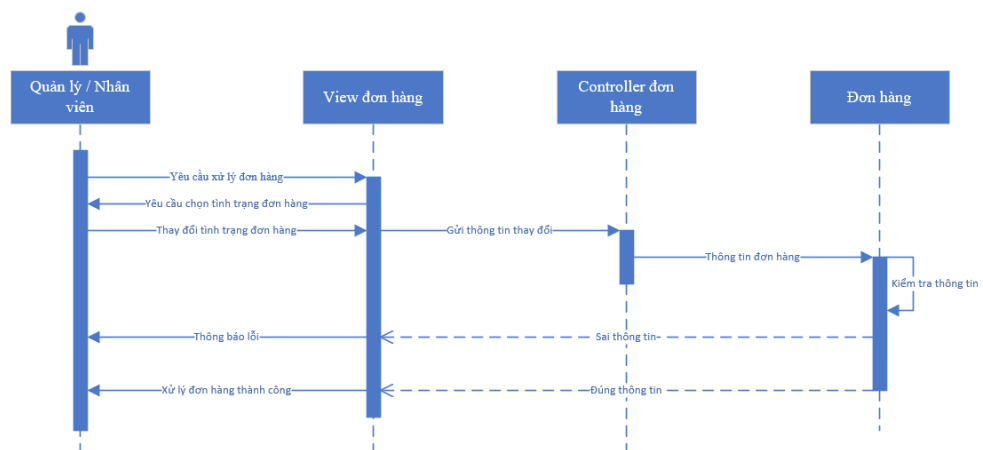 Quản lý / Nhân
viên
View đơn hàng
Controller đơn
hàng
Đơn hàng
Yêu cầu xử lý đơn hàng
Yêu cầu chọn tình trạng đơn hàng
Thay đổi tình trạng đơn hàng
Gửi thông tin thay đổi
Thông tin đơn hàng
Kiểm tra thông tin
Thông báo lỗi
Sai thông tin
Xử lý đơn hàng thành công
Đúng thông tin